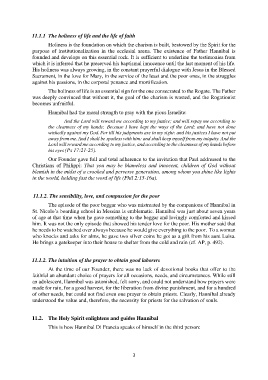 11.1.1 The holiness of life and the life of faith
Holiness is the foundation on which the charism is built, bestowed by the Spirit for the
purpose of institutionalization in the ecclesial sense. The existence of Father Hannibal is
founded and develops on this essential rock. It is sufficient to underline the testimonies from
which it is inferred that he preserved his baptismal innocence until the last moment of his life.
His holiness was always growing, in the constant prayerful dialogue with Jesus in the Blessed
Sacrament, in the love for Mary, in the service of the least and the poor ones, in the struggles
against his passions, in the corporal penance and mortification.
The holiness of life is an essential sign for the one consecrated to the Rogate. The Father
was deeply convinced that without it, the goal of the charism is wasted, and the Rogationist
becomes unfruitful.
Hannibal had the moral strength to pray with the pious Israelite
And the Lord will reward me according to my justice; and will repay me according to
the cleanness of my hands: Because I have kept the ways of the Lord; and have not done
wickedly against my God. For till his judgments are in my sight: and his justices I have not put
away from me. And I shall be spotless with him: and shall keep myself from my iniquity. And the
Lord will reward me according to my justice; and according to the cleanness of my hands before
his eyes (Ps 17:21-25).
Our Founder gave full and total adherence to the invitation that Paul addressed to the
Christians of Philippi: That you may be blameless and innocent, children of God without
blemish in the midst of a crooked and perverse generation, among whom you shine like lights
in the world, holding fast the word of life (Phil 2:15-16a).
11.1.2. The sensibility, love, and compassion for the poor
The episode of the poor beggar who was mistreated by the companions of Hannibal in
St. Nicolo's boarding school in Messina is emblematic. Hannibal was just about seven years
of age at that time when he gave something to the beggar and lovingly comforted and kissed
him. It was not the only episode that showed his tender love for the poor. His mother said that
he needs to be watched over always because he would give everything to the poor. To a woman
who knocks and asks for alms, he gave two silver coins he got as a gift from his aunt Luisa.
He brings a gatekeeper into their house to shelter from the cold and rain (cf. AP, p. 492).
11.1.2. The intuition of the prayer to obtain good laborers
At the time of our Founder, there was no lack of devotional books that offer to the
faithful an abundant choice of prayers for all occasions, needs, and circumstances. While still
an adolescent, Hannibal was astonished, felt sorry, and could not understand how prayers were
made for rain, for a good harvest, for the liberation from divine punishment, and for a hundred
of other needs, but could not find even one prayer to obtain priests. Clearly, Hannibal already
understood the value and, therefore, the necessity for priests for the salvation of souls.
11.2. The Holy Spirit enlightens and guides Hannibal
This is how Hannibal Di Francia speaks of himself in the third person:
3